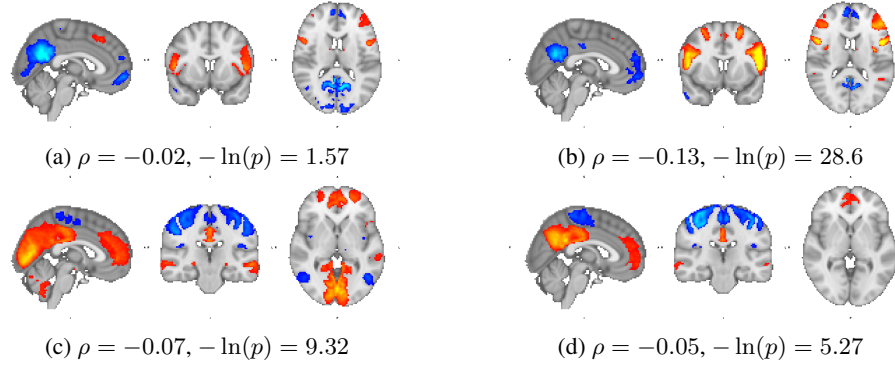 (a) ρ = −0.02, − ln(p) = 1.57
(b) ρ = −0.13, − ln(p) = 28.6
(c) ρ = −0.07, − ln(p) = 9.32
(d) ρ = −0.05, − ln(p) = 5.27